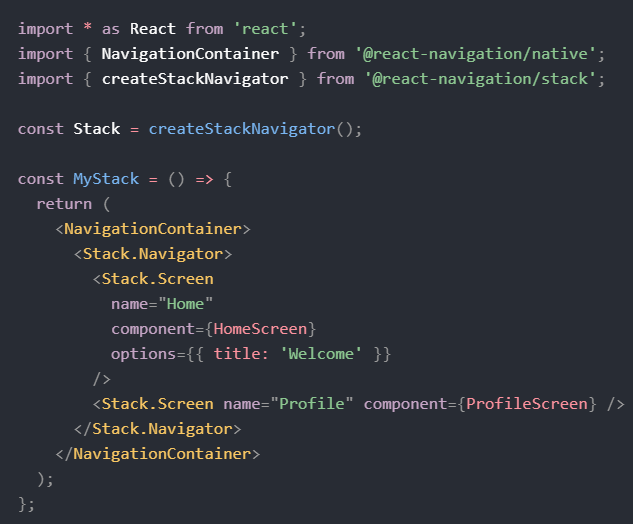 import * as React from 'react';
import { NavigationContainer } from '@react-navigation/native';
import { createStackNavigator } from '@react-navigation/stack';

const Stack = createStackNavigator();

const MyStack = () => {
  return (
    <NavigationContainer>
      <Stack.Navigator>
        <Stack.Screen
          name="Home"
          component={HomeScreen}
          options={{ title: 'Welcome' }}
        />
        <Stack.Screen name="Profile" component={ProfileScreen} />
      </Stack.Navigator>
    </NavigationContainer>
  );
};